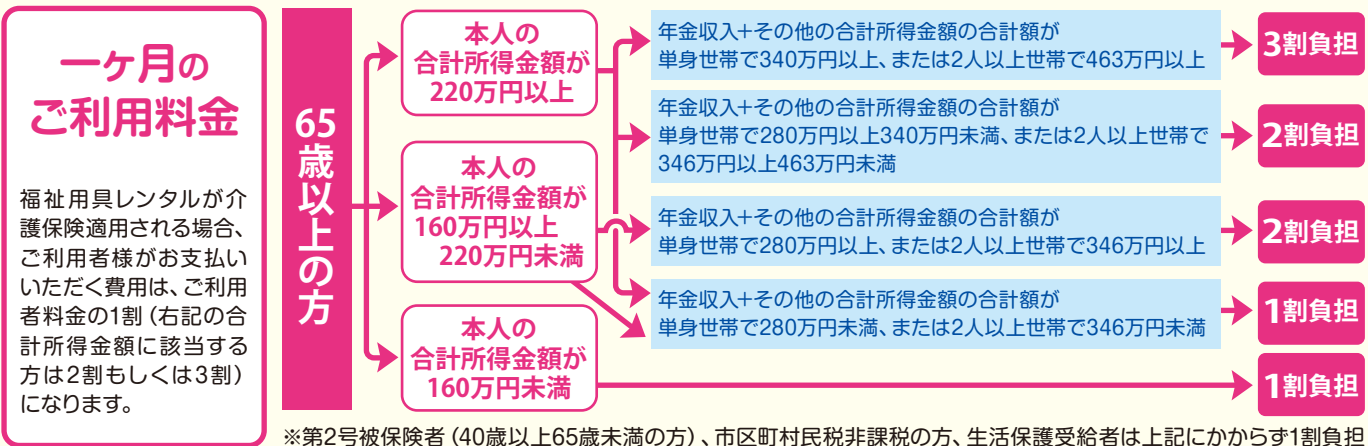 一ヶ月の
ご利用料金
福祉用具レンタルが介
護保険適用される場合、
ご利用者様がお支払い
いただく費用は、ご利用
者料金の1割(右記の合
計所得金額に該当する
方は2割もしくは3割)
になります。
65歳以上の方
本人の
合計所得金額が
220万円以上
本人の
合計所得金額が
160万円以上
220万円未満
本人の
合計所得金額が
160万円未満
年金収入+その他の合計所得金額の合計額が
単身世帯で340万円以上、または2人以上世帯で463万円以上
3割負担
年金収入+その他の合計所得金額の合計額が
単身世帯で280万円以上340万円未満、または2人以上世帯で
346万円以上463万円未満
2割負担
年金収入+その他の合計所得金額の合計額が
単身世帯で280万円以上、または2人以上世帯で346万円以上
2割負担
年金収入+その他の合計所得金額の合計額が
単身世帯で280万円未満、または2人以上世帯で346万円未満
1割負担
1割負担
※第2号被保険者(40歳以上65歳未満の方)、市区町村民税非課税の方、生活保護受給者は上記にかからず1割負担